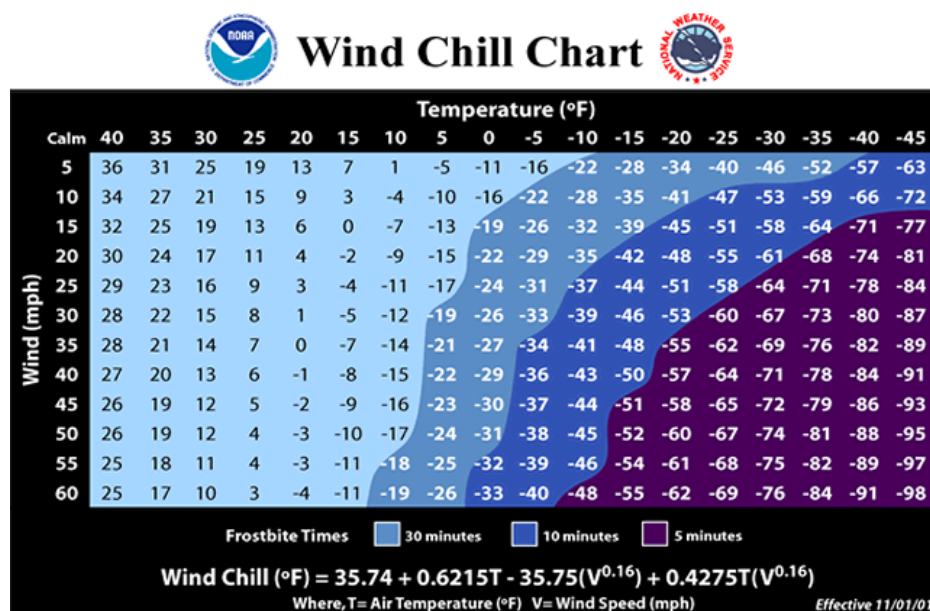 NOAA
Wind Chill Chart
NATIONAL WEATHER SERVICE
Temperature (ºF)
Calm 40 35 30 25 20 15 10 5 0 -5 -10 -15 -20 -25 -30 -35 -40 -45
5 36 31 25 19 13 7 1 -5 -11 -16 -22 -28 -34 -40 -46 -52 -57 -63
10 34 27 21 15 9 3 -4 -10 -16 -22 -28 -35 -41 -47 -53 -59 -66 -72
15 32 25 19 13 6 0 -7 -13 -19 -26 -32 -39 -45 -51 -58 -64 -71 -77
20 30 24 17 11 4 -2 -9 -15 -22 -29 -35 -42 -48 -55 -61 -68 -74 -81
25 29 23 16 9 3 -4 -11 -17 -24 -31 -37 -44 -51 -58 -64 -71 -78 -84
30 28 22 15 8 1 -5 -12 -19 -26 -33 -39 -46 -53 -60 -67 -73 -80 -87
35 28 21 14 7 0 -7 -14 -21 -27 -34 -41 -48 -55 -62 -69 -76 -82 -89
40 27 20 13 6 -1 -8 -15 -22 -29 -36 -43 -50 -57 -64 -71 -78 -84 -91
45 26 19 12 5 -2 -9 -16 -23 -30 -37 -44 -51 -58 -65 -72 -79 -86 -93
50 26 19 12 4 -3 -10 -17 -24 -31 -38 -45 -52 -60 -67 -74 -81 -88 -95
55 25 18 11 4 -3 -11 -18 -25 -32 -39 -46 -54 -61 -68 -75 -82 -89 -97
60 25 17 10 3 -4 -11 -19 -26 -33 -40 -48 -55 -62 -69 -76 -84 -91 -98
Wind (mph)
Frostbite Times 30 minutes 10 minutes 5 minutes
Wind Chill (ºF) = 35.74 + 0.6215T - 35.75(V0.16) + 0.4275T(V0.16)
Where, T= Air Temperature (ºF) V= Wind Speed (mph)
Effective 11/01/01